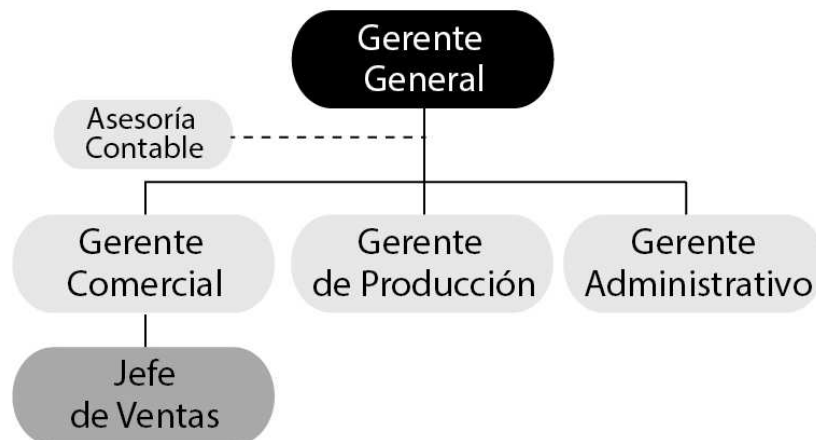 Gerente
General
Asesoría
Contable
Gerente
Comercial
Gerente
de Producción
Gerente
Administrativo
Jefe
de Ventas